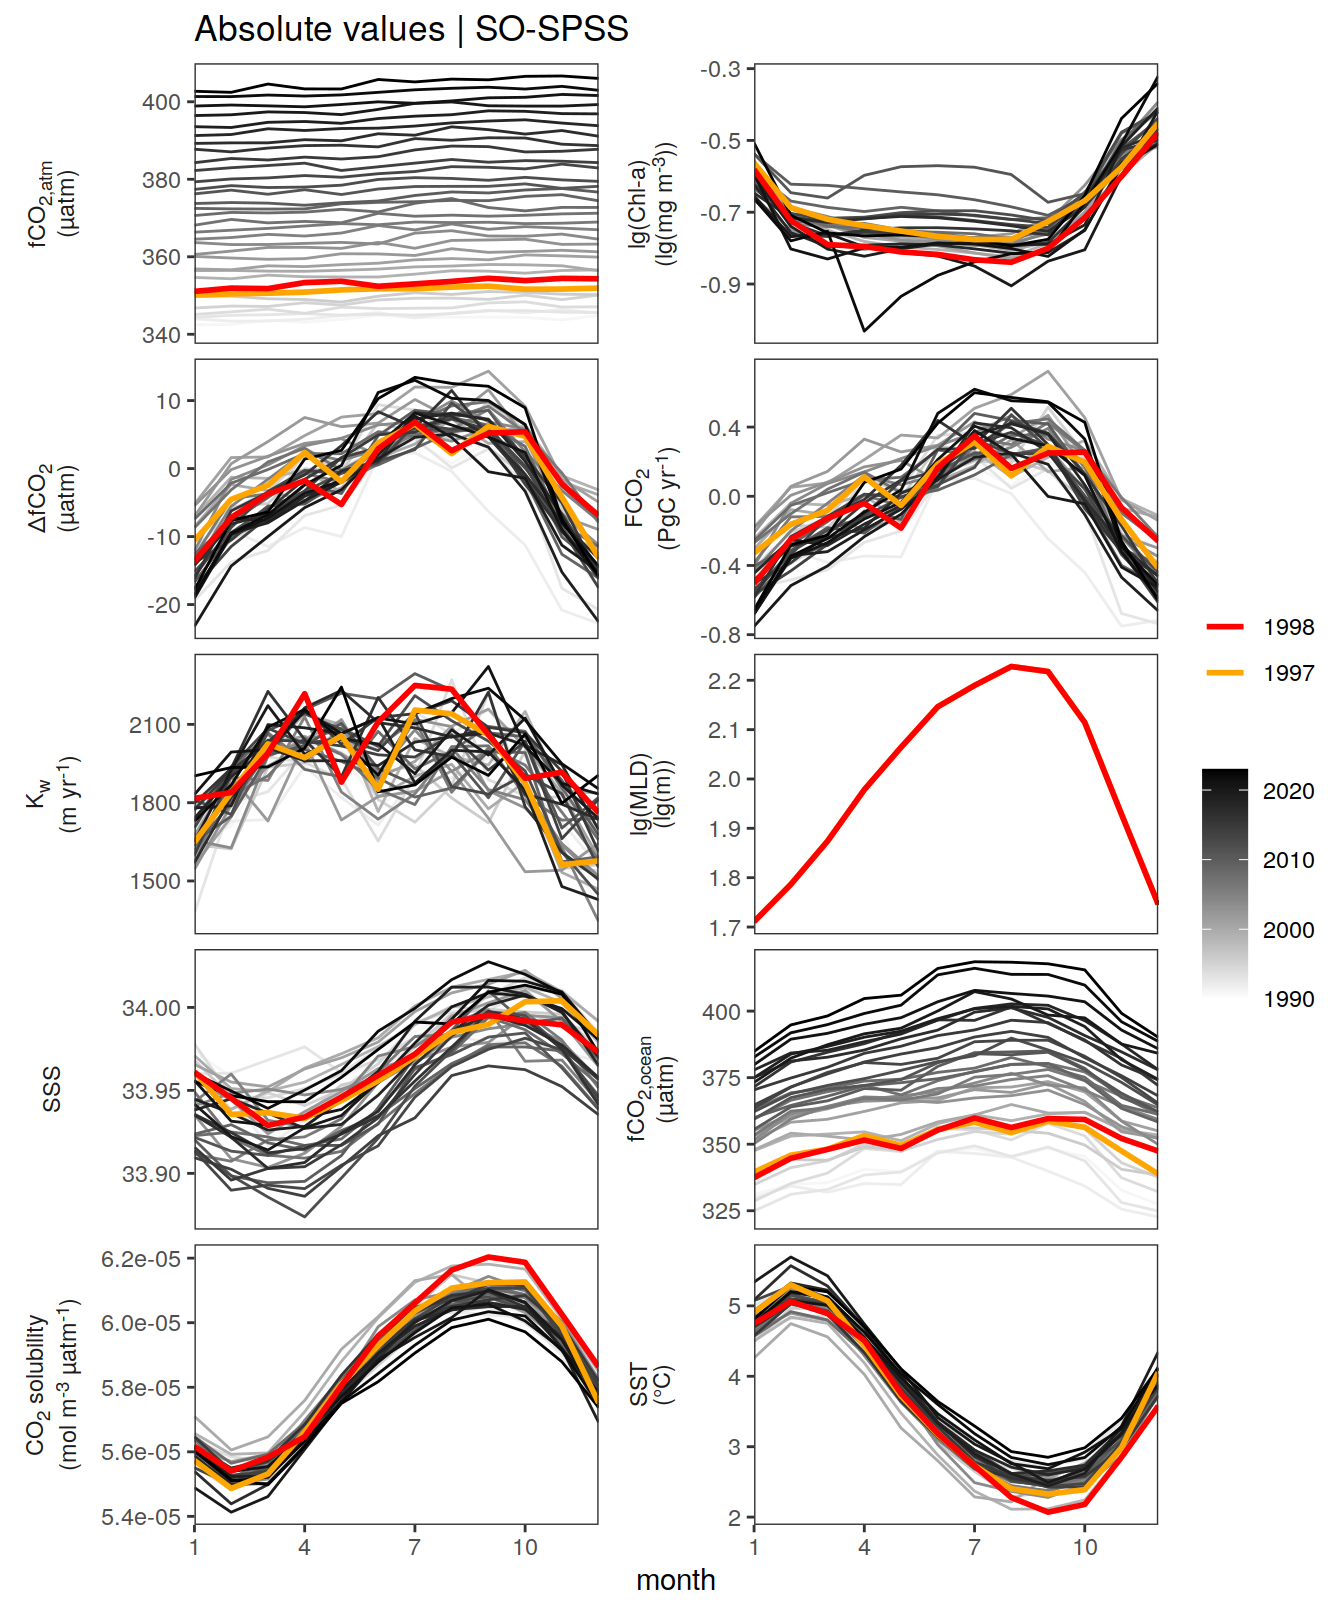 Absolute values | SO-SPSS
fCO2,atm
(µatm)
400
380
360
340
lg(Chl-a)
(lg(mg m-3))
-0.3
-0.5
-0.7
-0.9
ΔfCO2
(µatm)
10
0
-10
-20
FCO2
(PgC yr-1)
0.4
0.0
-0.4
-0.8
Kw
(m yr-1)
2100
1800
1500
lg(MLD)
(lg(m))
2.2
2.1
2.0
1.9
1.8
1.7
SSS
34.00
33.95
33.90
fCO2,ocean
(µatm)
400
375
350
325
CO2 solubility
(mol m-3 µatm-1)
6.2e-05
6.0e-05
5.8e-05
5.6e-05
5.4e-05
SST
(°C)
5
4
3
2
1 4 7 10
1 4 7 10
month
1998
1997
2020
2010
2000
1990